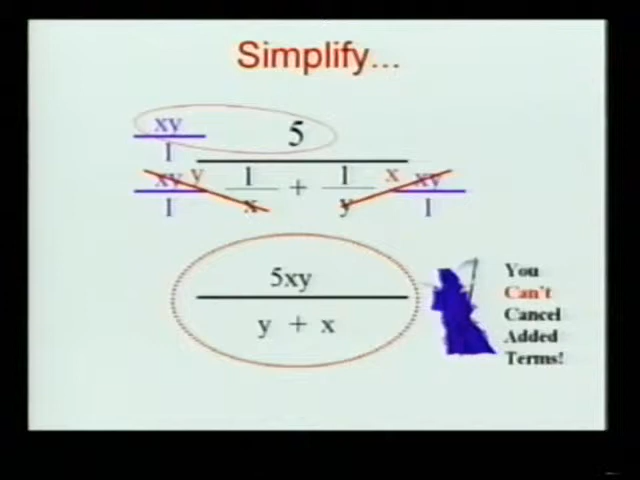 Simplify...
xy 5
1
xy y 1 + 1 x xy
1 x y 1
5xy
y + x
You
Can't
Cancel
Added
Terms!